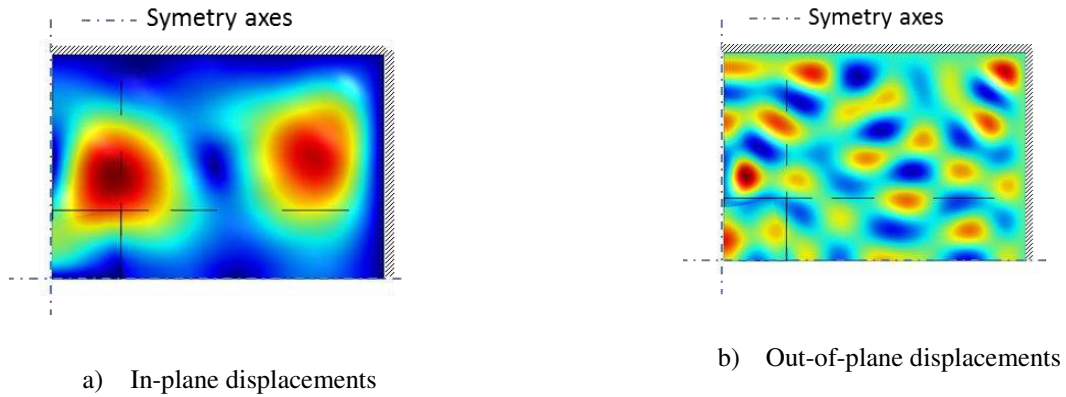 Symetry axes
Symetry axes
a) In-plane displacements
b) Out-of-plane displacements